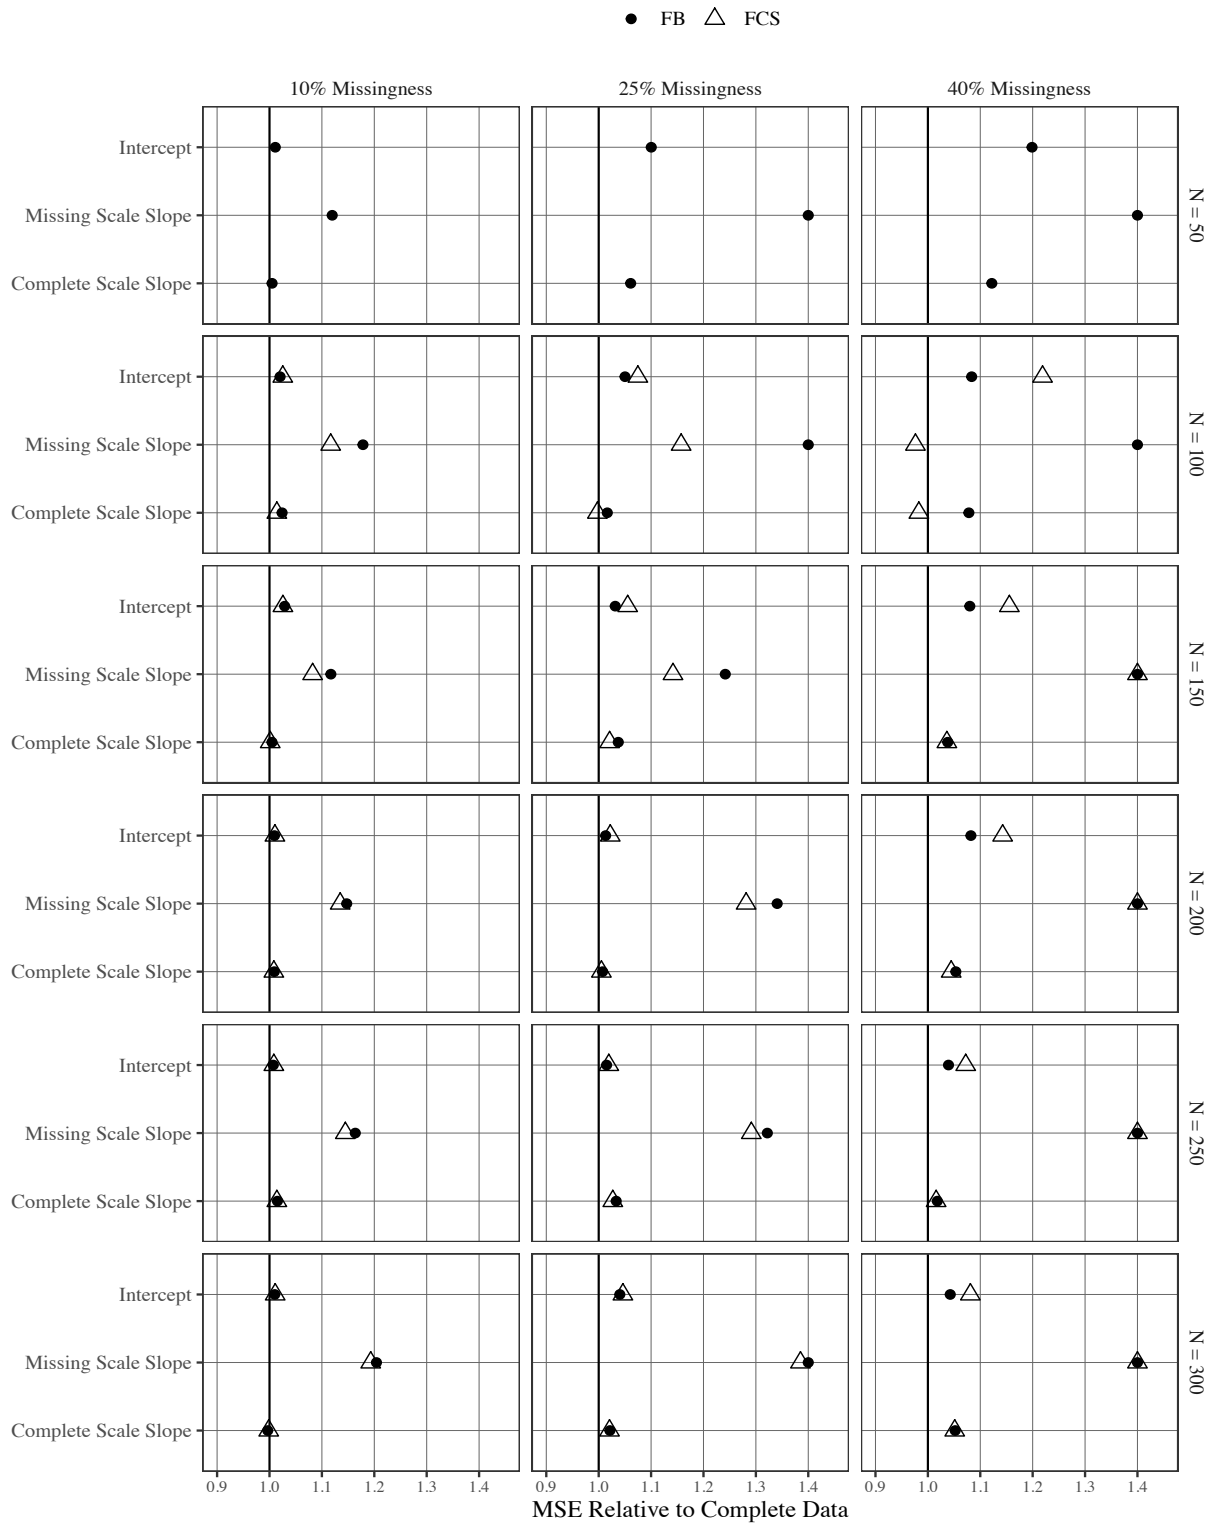 FB FCS
10% Missingness 25% Missingness 40% Missingness
Intercept
Missing Scale Slope
Complete Scale Slope
N = 50
Intercept
Missing Scale Slope
Complete Scale Slope
N = 100
Intercept
Missing Scale Slope
Complete Scale Slope
N = 150
Intercept
Missing Scale Slope
Complete Scale Slope
N = 200
Intercept
Missing Scale Slope
Complete Scale Slope
N = 250
Intercept
Missing Scale Slope
Complete Scale Slope
N = 300
0.9 1.0 1.1 1.2 1.3 1.4 0.9 1.0 1.1 1.2 1.3 1.4 0.9 1.0 1.1 1.2 1.3 1.4
MSE Relative to Complete Data